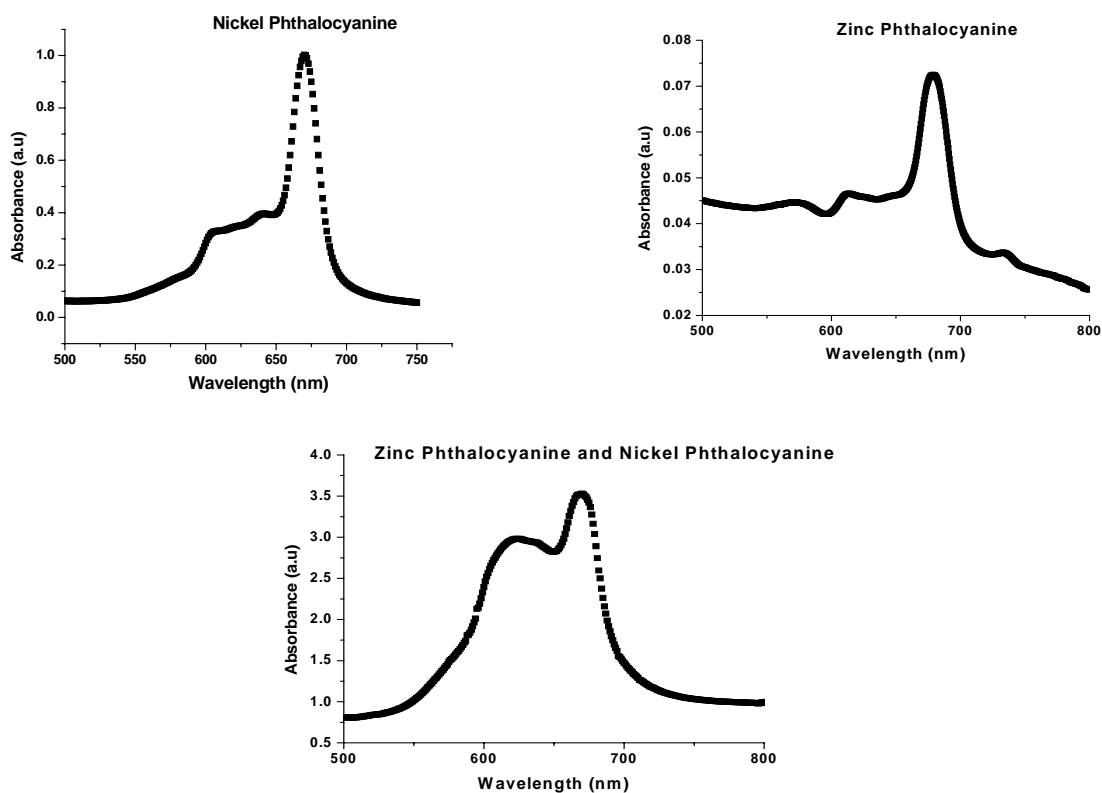 Nickel Phthalocyanine
1.0
0.8
0.6
0.4
0.2
0.0
Absorbance (a.u)
500 550 600 650 700 750
Wavelength (nm)
Zinc Phthalocyanine
0.08
0.07
0.06
0.04
0.03
0.02
Absorbance (a.u)
500 600 700 800
Wavelength (nm)
Zinc Phthalocyanine and Nickel Phthalocyanine
4.0
3.5
3.0
2.5
2.0
1.5
1.0
0.5
Absorbance (a.u)
500 600 700 800
Wavelength (nm)